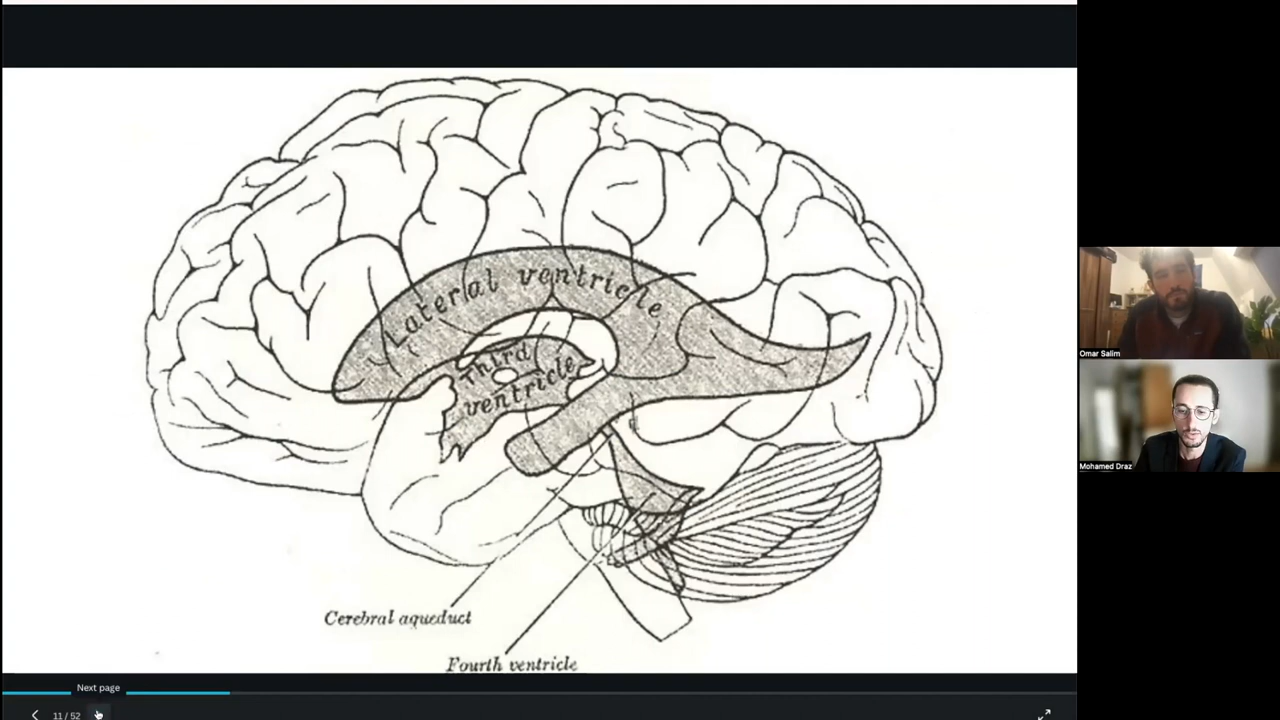 Lateral ventricle
Third
ventricle
Cerebral aqueduct
Fourth ventricle
Omar Salim
Mohamed Draz
Next page
11 / 52